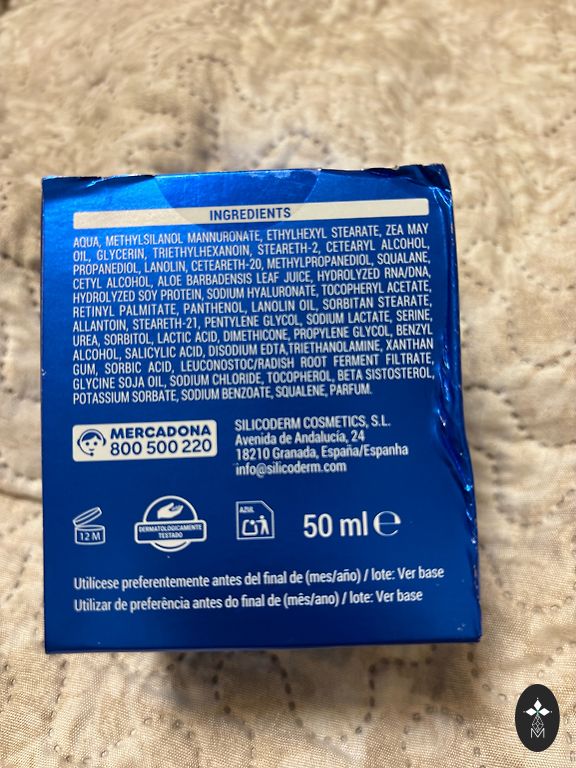 INGREDIENTS
AQUA, METHYLSILANOL MANNURONATE, ETHYLHEXYL STEARATE, ZEA MAY
OIL, GLYCERIN, TRIETHYLHEXANOIN, STEARETH-2, CETEARYL ALCOHOL,
PROPANEDIOL, LANOLIN, CETEARETH-20, METHYLPROPANEDIOL, SQUALANE,
CETYL ALCOHOL, ALOE BARBADENSIS LEAF JUICE, HYDROLYZED RNA/DNA,
HYDROLYZED SOY PROTEIN, SODIUM HYALURONATE, TOCOPHERYL ACETATE,
RETINYL PALMITATE, PANTHENOL, LANOLIN OIL, SORBITAN STEARATE,
ALLANTOIN, STEARETH-21, PENTYLENE GLYCOL, SODIUM LACTATE, SERINE,
UREA, SORBITOL, LACTIC ACID, DIMETHICONE, PROPYLENE GLYCOL, BENZYL
ALCOHOL, SALICYLIC ACID, DISODIUM EDTA,TRIETHANOLAMINE, XANTHAN
GUM, SORBIC ACID, LEUCONOSTOC/RADISH ROOT FERMENT FILTRATE,
GLYCINE SOJA OIL, SODIUM CHLORIDE, TOCOPHEROL, BETA SISTOSTEROL,
POTASSIUM SORBATE, SODIUM BENZOATE, SQUALENE, PARFUM.
MERCADONA
800 500 220
SILICODERM COSMETICS, S.L.
Avenida de Andalucía, 24
18210 Granada, España/Espanha
info@silicoderm.com
12 M
DERMATOLÓGICAMENTE
TESTADO
AZUL
50 ml ℮
Utilícese preferentemente antes del final de (mes/año) / lote: Ver base
Utilizar de preferência antes do final de (mês/ano) / lote: Ver base